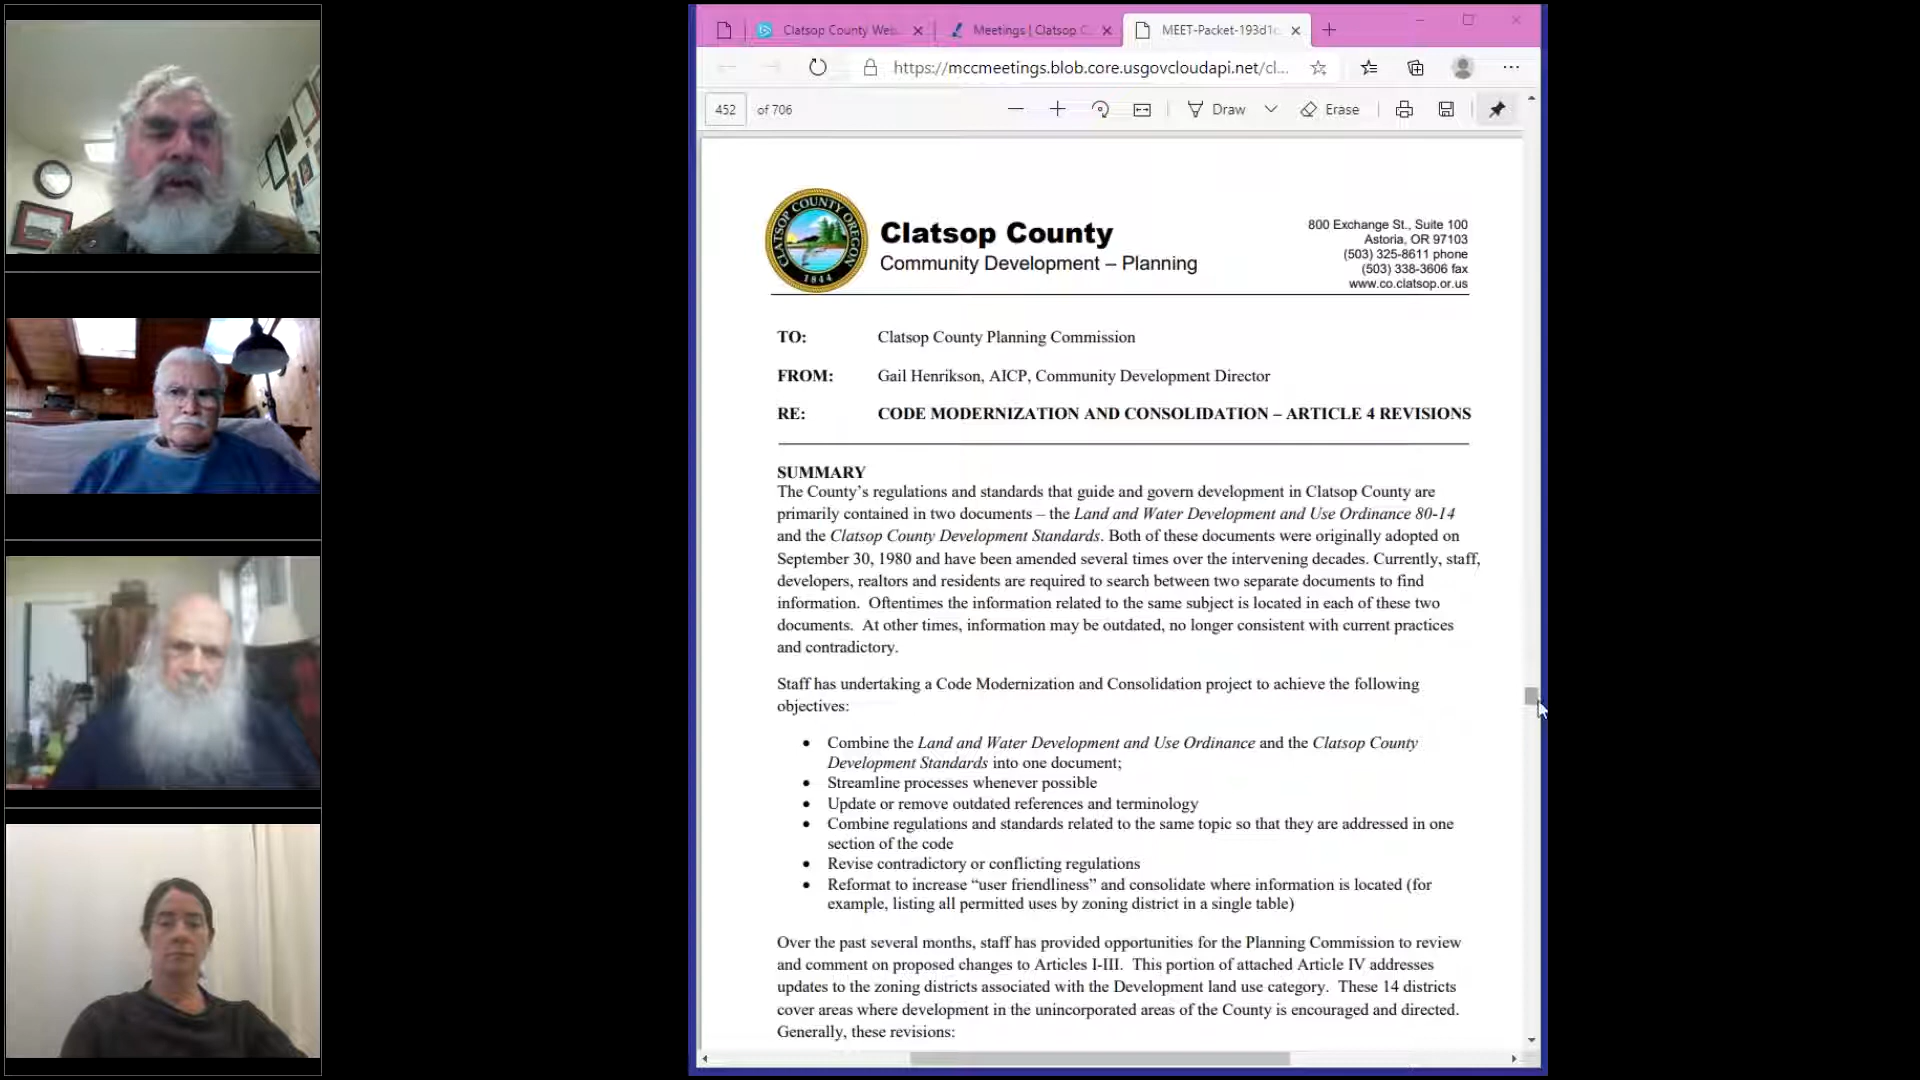 Clatsop County Web
Meetings | Clatsop C
MEET-Packet-193d1c
https://mccmeetings.blob.core.usgovcloudapi.net/cl...
452 of 706
Draw
Erase
CLATSOP COUNTY OREGON
1844
Clatsop County
Community Development – Planning
800 Exchange St., Suite 100
Astoria, OR 97103
(503) 325-8611 phone
(503) 338-3606 fax
www.co.clatsop.or.us
TO: Clatsop County Planning Commission
FROM: Gail Henrikson, AICP, Community Development Director
RE: CODE MODERNIZATION AND CONSOLIDATION – ARTICLE 4 REVISIONS
SUMMARY
The County’s regulations and standards that guide and govern development in Clatsop County are
primarily contained in two documents – the Land and Water Development and Use Ordinance 80-14
and the Clatsop County Development Standards. Both of these documents were originally adopted on
September 30, 1980 and have been amended several times over the intervening decades. Currently, staff,
developers, realtors and residents are required to search between two separate documents to find
information. Oftentimes the information related to the same subject is located in each of these two
documents. At other times, information may be outdated, no longer consistent with current practices
and contradictory.
Staff has undertaking a Code Modernization and Consolidation project to achieve the following
objectives:
• Combine the Land and Water Development and Use Ordinance and the Clatsop County
Development Standards into one document;
• Streamline processes whenever possible
• Update or remove outdated references and terminology
• Combine regulations and standards related to the same topic so that they are addressed in one
section of the code
• Revise contradictory or conflicting regulations
• Reformat to increase “user friendliness” and consolidate where information is located (for
example, listing all permitted uses by zoning district in a single table)
Over the past several months, staff has provided opportunities for the Planning Commission to review
and comment on proposed changes to Articles I-III. This portion of attached Article IV addresses
updates to the zoning districts associated with the Development land use category. These 14 districts
cover areas where development in the unincorporated areas of the County is encouraged and directed.
Generally, these revisions: